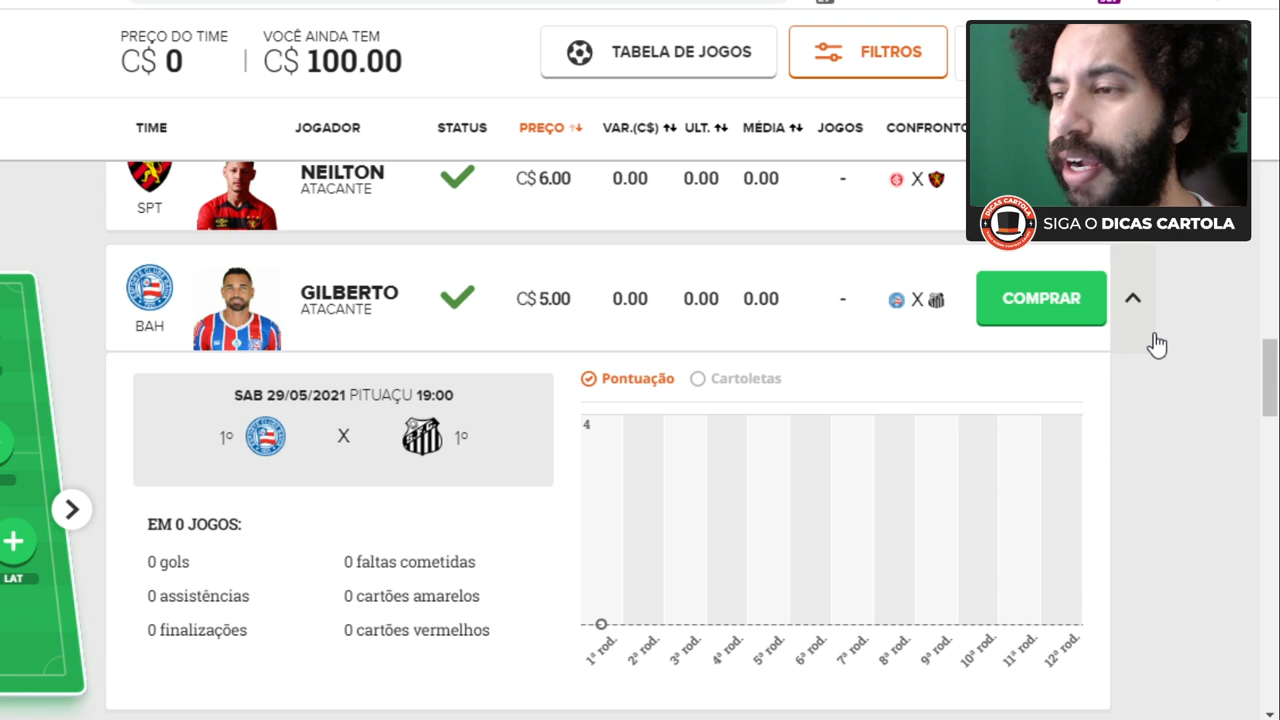 PREÇO DO TIME
C$ 0
VOCÊ AINDA TEM
C$ 100.00
TABELA DE JOGOS
FILTROS
TIME JOGADOR STATUS PREÇO VAR.(C$) ULT. MÉDIA JOGOS CONFRONTO
SPT
NEILTON
ATACANTE
C$ 6.00 0.00 0.00 0.00 - X
DICAS CARTOLA
SIGA O DICAS CARTOLA
BAH
GILBERTO
ATACANTE
C$ 5.00 0.00 0.00 0.00 - X
COMPRAR
SAB 29/05/2021 PITUAÇU 19:00
1º X 1º
Pontuação Cartoletas
4
EM 0 JOGOS:
0 gols 0 faltas cometidas
0 assistências 0 cartões amarelos
0 finalizações 0 cartões vermelhos
1ª rod. 2ª rod. 3ª rod. 4ª rod. 5ª rod. 6ª rod. 7ª rod. 8ª rod. 9ª rod. 10ª rod. 11ª rod. 12ª rod.
+
LAT